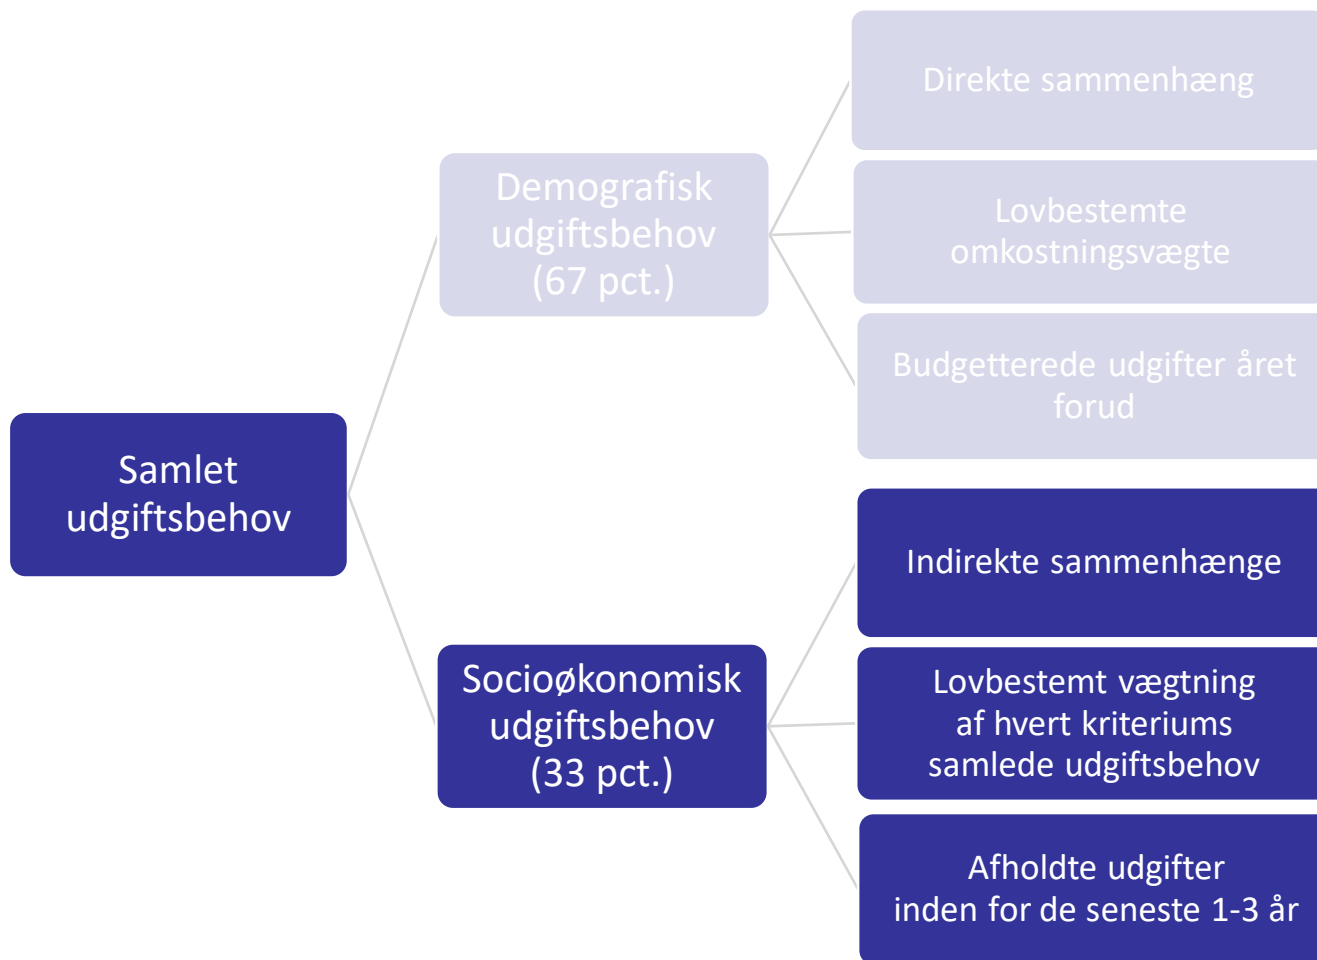 Samlet
udgiftsbehov
Demografisk
udgiftsbehov
(67 pct.)
Direkte sammenhæng
Lovbestemte
omkostningsvægte
Budgetterede udgifter året
forud
Socioøkonomisk
udgiftsbehov
(33 pct.)
Indirekte sammenhænge
Lovbestemt vægtning
af hvert kriteriums
samlede udgiftsbehov
Afholdte udgifter
inden for de seneste 1-3 år